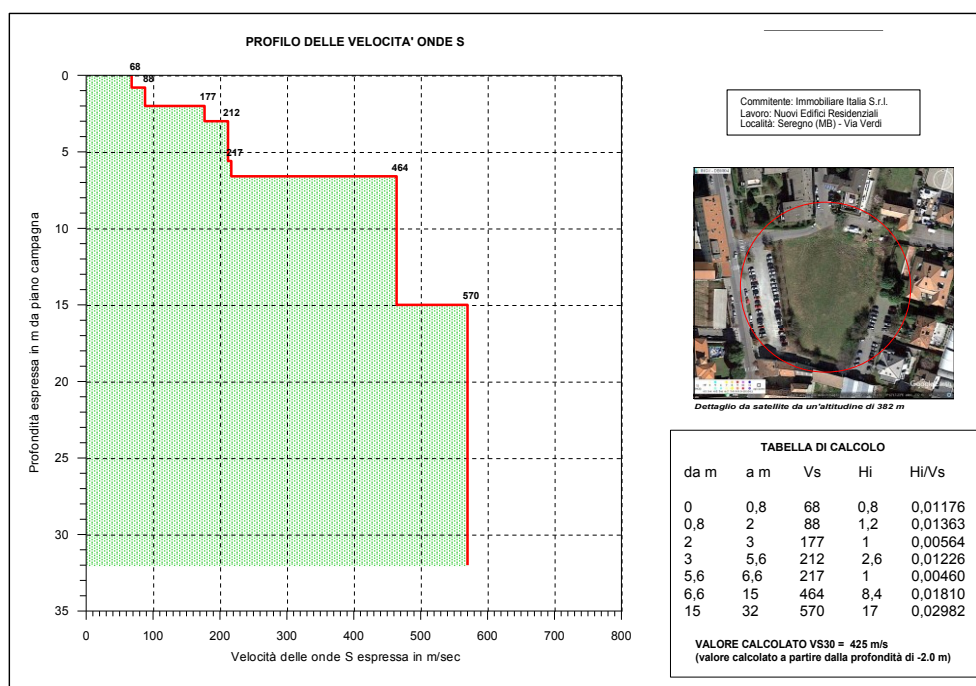 PROFILO DELLE VELOCITA' ONDE S
68
88
177
212
217
464
570
0
5
10
15
20
25
30
35
0 100 200 300 400 500 600 700 800
Profondità espressa in m da piano campagna
Velocità delle onde S espressa in m/sec
Commitente: Immobiliare Italia S.r.l.
Lavoro: Nuovi Edifici Residenziali
Località: Seregno (MB) - Via Verdi
Google
Dettaglio da satellite da un'altitudine di 382 m
TABELLA DI CALCOLO
da m a m Vs Hi Hi/Vs
0 0,8 68 0,8 0,01176
0,8 2 88 1,2 0,01363
2 3 177 1 0,00564
3 5,6 212 2,6 0,01226
5,6 6,6 217 1 0,00460
6,6 15 464 8,4 0,01810
15 32 570 17 0,02982
VALORE CALCOLATO VS30 = 425 m/s
(valore calcolato a partire dalla profondità di -2.0 m)